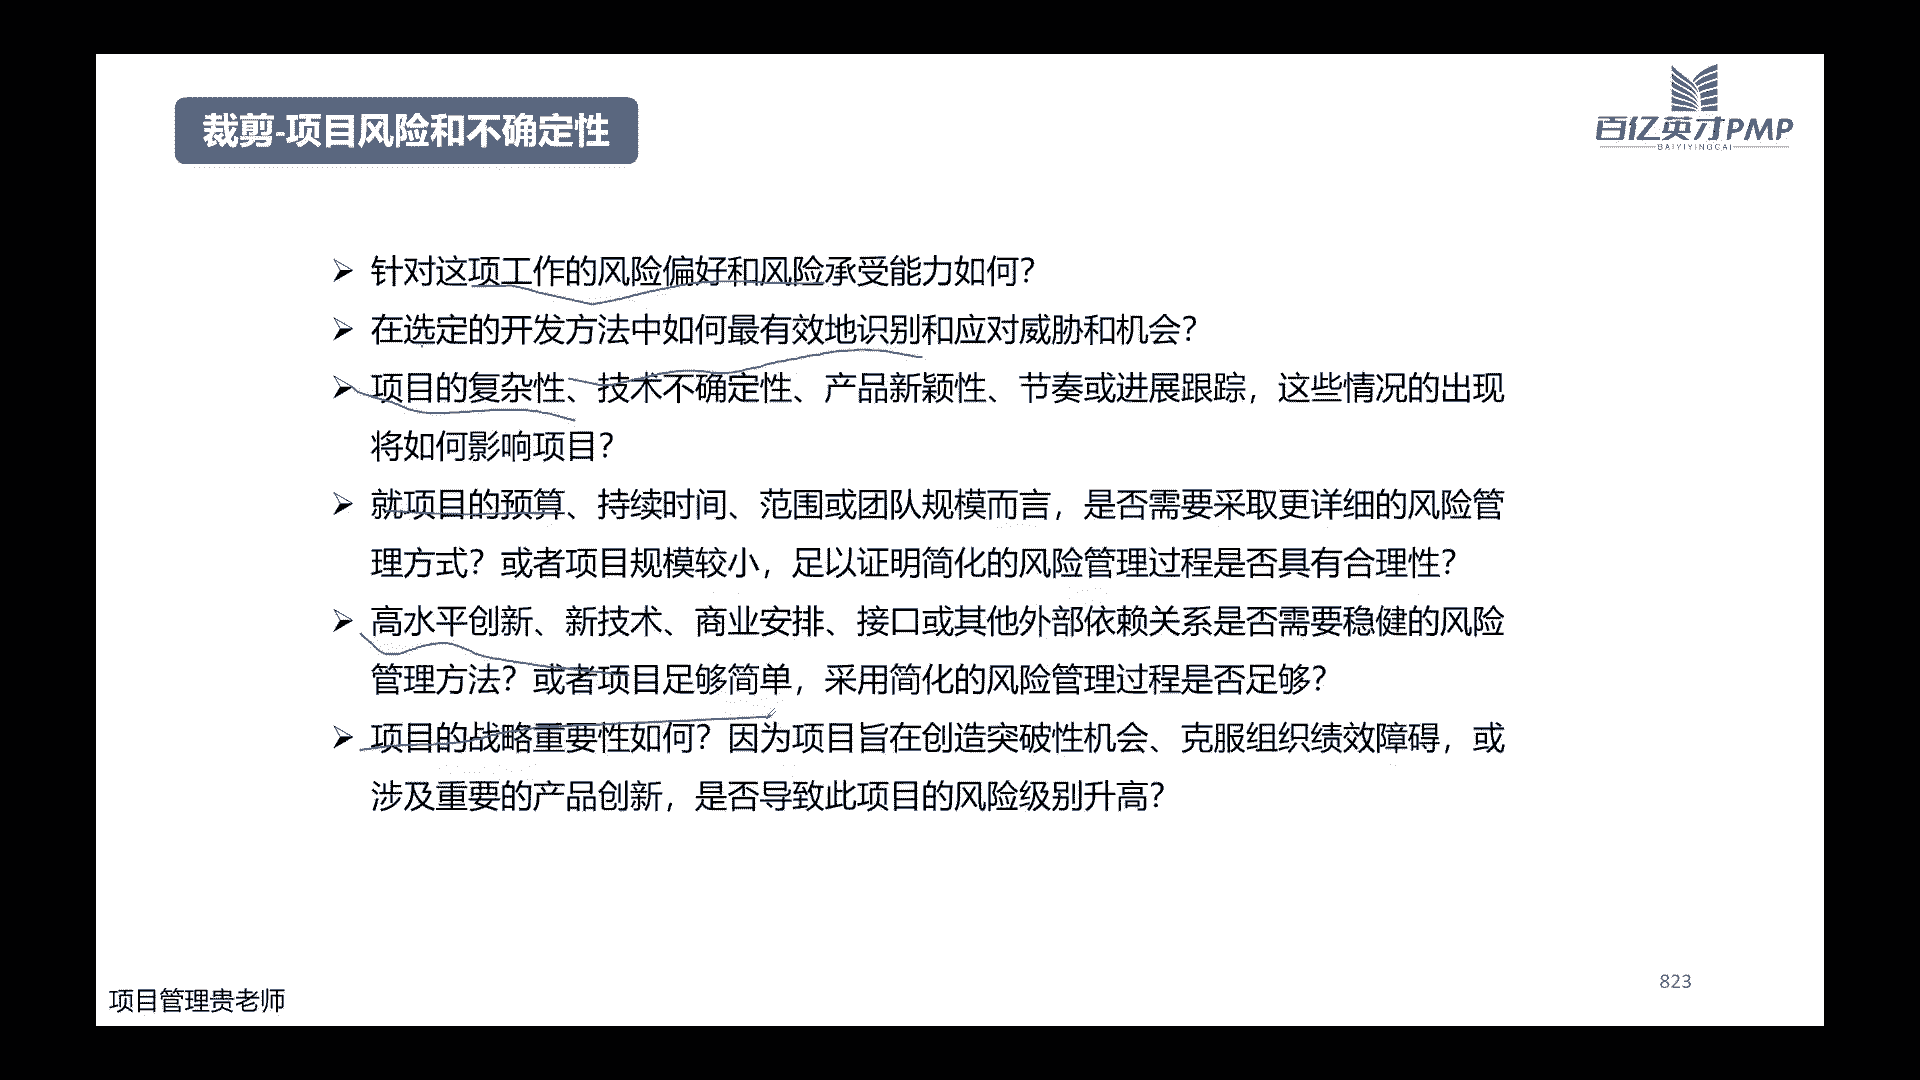 裁剪-项目风险和不确定性
百亿英才PMP
BAIYIYINGCAI
针对这项工作的风险偏好和风险承受能力如何？
在选定的开发方法中如何最有效地识别和应对威胁和机会？
项目的复杂性、技术不确定性、产品新颖性、节奏或进展跟踪，这些情况的出现
将如何影响项目？
就项目的预算、持续时间、范围或团队规模而言，是否需要采取更详细的风险管
理方式？或者项目规模较小，足以证明简化的风险管理过程是否具有合理性？
高水平创新、新技术、商业安排、接口或其他外部依赖关系是否需要稳健的风险
管理方法？或者项目足够简单，采用简化的风险管理过程是否足够？
项目的战略重要性如何？因为项目旨在创造突破性机会、克服组织绩效障碍，或
涉及重要的产品创新，是否导致此项目的风险级别升高？
823
项目管理贵老师